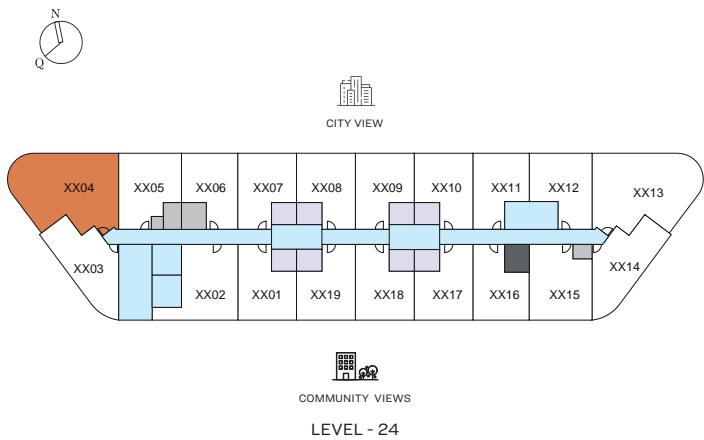 N
Q
CITY VIEW
XX04 XX05 XX06 XX07 XX08 XX09 XX10 XX11 XX12 XX13
XX03 XX02 XX01 XX19 XX18 XX17 XX16 XX15 XX14
COMMUNITY VIEWS
LEVEL - 24